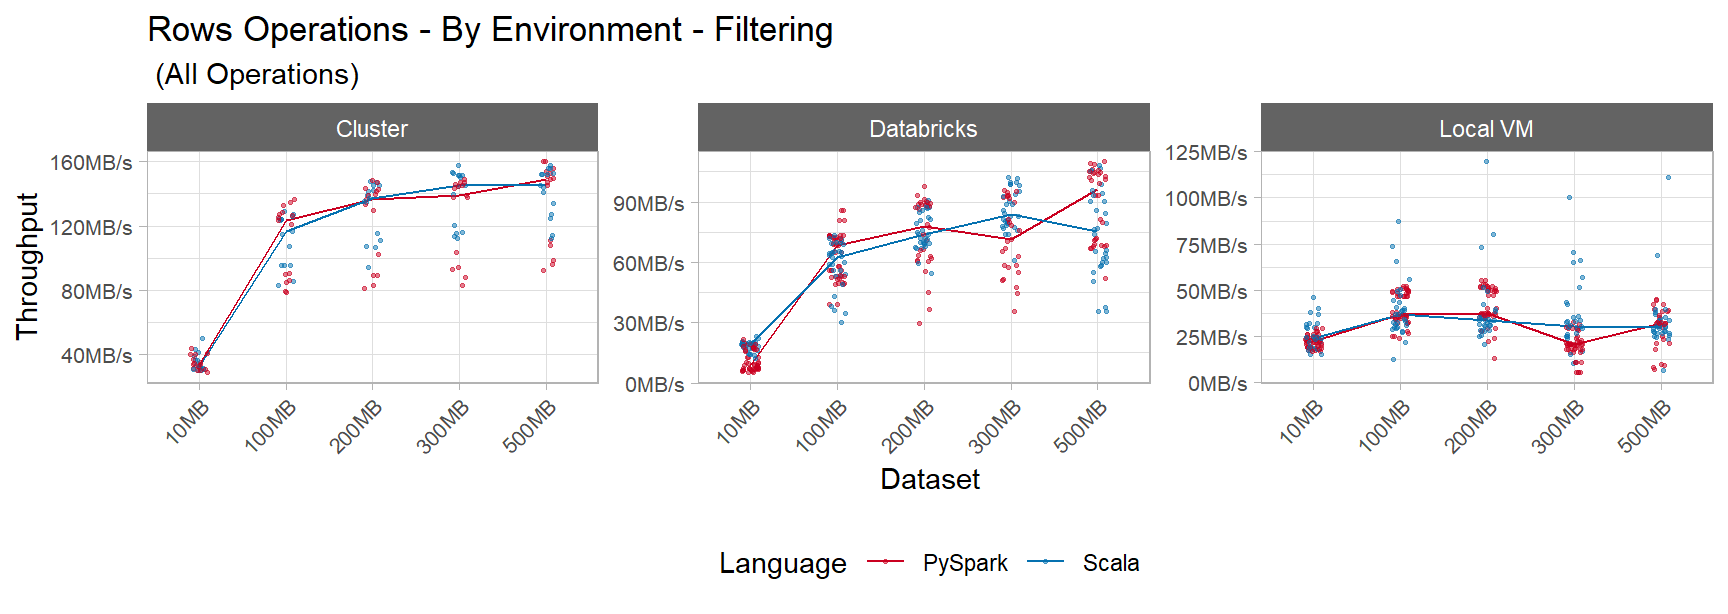 Rows Operations - By Environment - Filtering
(All Operations)
Cluster
Databricks
Local VM
Throughput
160MB/s
120MB/s
80MB/s
40MB/s
90MB/s
60MB/s
30MB/s
0MB/s
125MB/s
100MB/s
75MB/s
50MB/s
25MB/s
0MB/s
10MB
100MB
200MB
300MB
500MB
10MB
100MB
200MB
300MB
500MB
10MB
100MB
200MB
300MB
500MB
Dataset
Language PySpark Scala